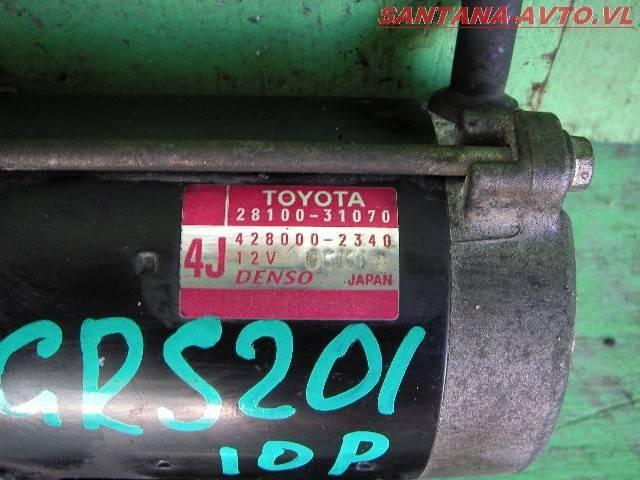 SANTANA-AVTO.VL
TOYOTA
28100-31070
4J 428000-2340
12V
DENSO JAPAN
GRS201
10P